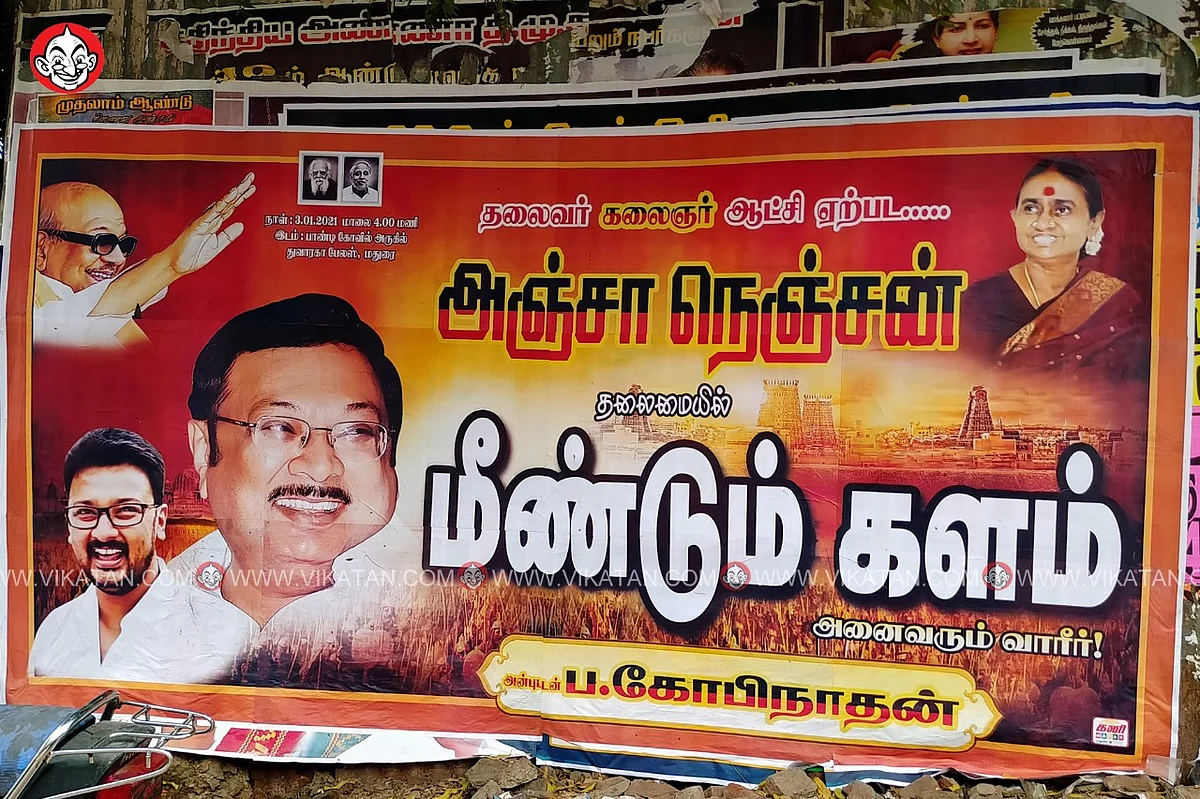 முதலாம் ஆண்டு
நாள் : 3.01.2021 மாலை 4.00 மணி
இடம் : பாண்டி கோவில் அருகில்
துவாரகா பேலஸ், மதுரை
தலைவர் கலைஞர் ஆட்சி ஏற்பட.....
அஞ்சா நெஞ்சன்
தலைமையில்
மீண்டும் களம்
WWW.VIKATAN.COM WWW.VIKATAN.COM WWW.VIKATAN.COM WWW.VIKATAN
அனைவரும் வாரீர்!
அன்புடன் ப.கோபிநாதன்
கனி